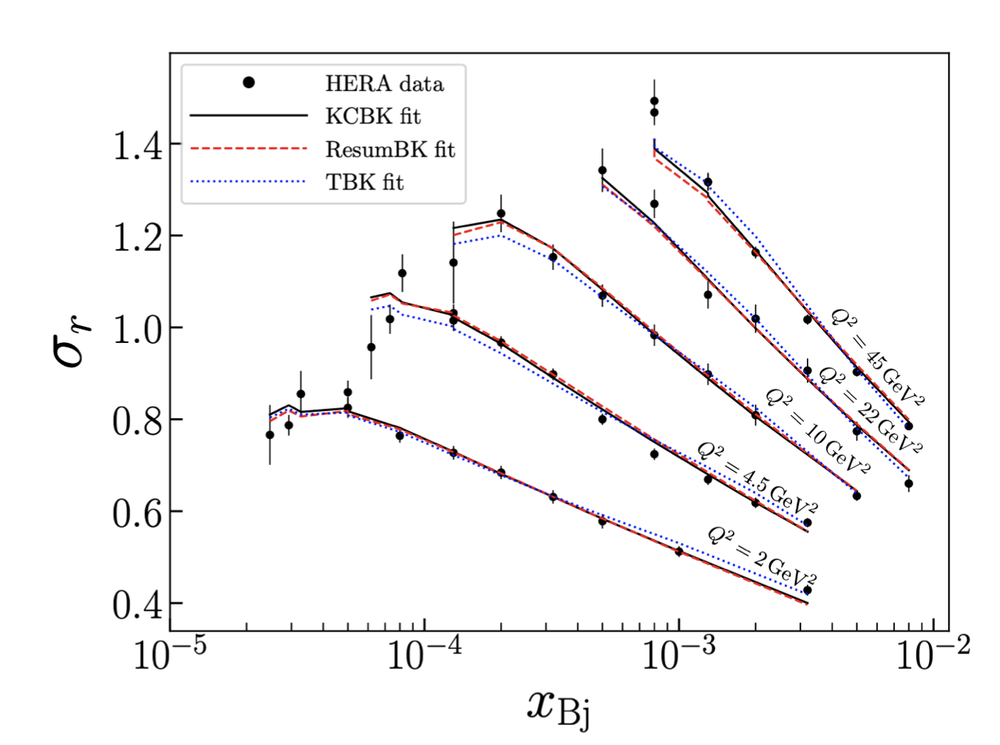 HERA data
KCBK fit
ResumBK fit
TBK fit
σ_r
1.4
1.2
1.0
0.8
0.6
0.4
Q² = 45 GeV²
Q² = 22 GeV²
Q² = 10 GeV²
Q² = 4.5 GeV²
Q² = 2 GeV²
10⁻⁵ 10⁻⁴ 10⁻³ 10⁻²
x_Bj